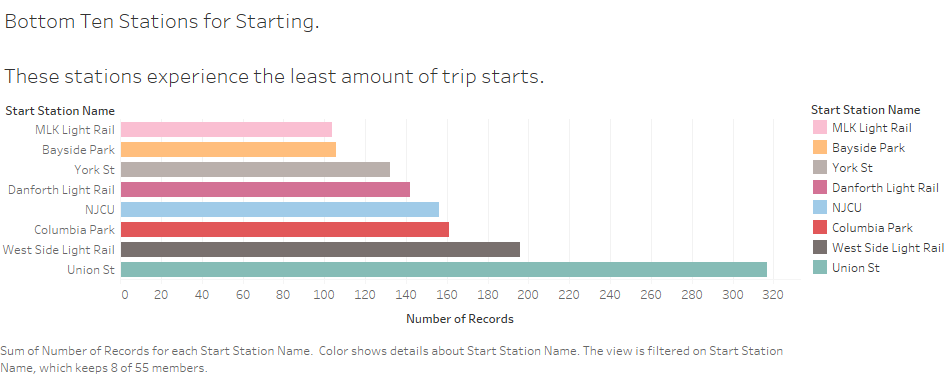 Bottom Ten Stations for Starting.
These stations experience the least amount of trip starts.
Start Station Name
MLK Light Rail
Bayside Park
York St
Danforth Light Rail
NJCU
Columbia Park
West Side Light Rail
Union St
0 20 40 60 80 100 120 140 160 180 200 220 240 260 280 300 320
Number of Records
Start Station Name
MLK Light Rail
Bayside Park
York St
Danforth Light Rail
NJCU
Columbia Park
West Side Light Rail
Union St
Sum of Number of Records for each Start Station Name.  Color shows details about Start Station Name. The view is filtered on Start Station
Name, which keeps 8 of 55 members.